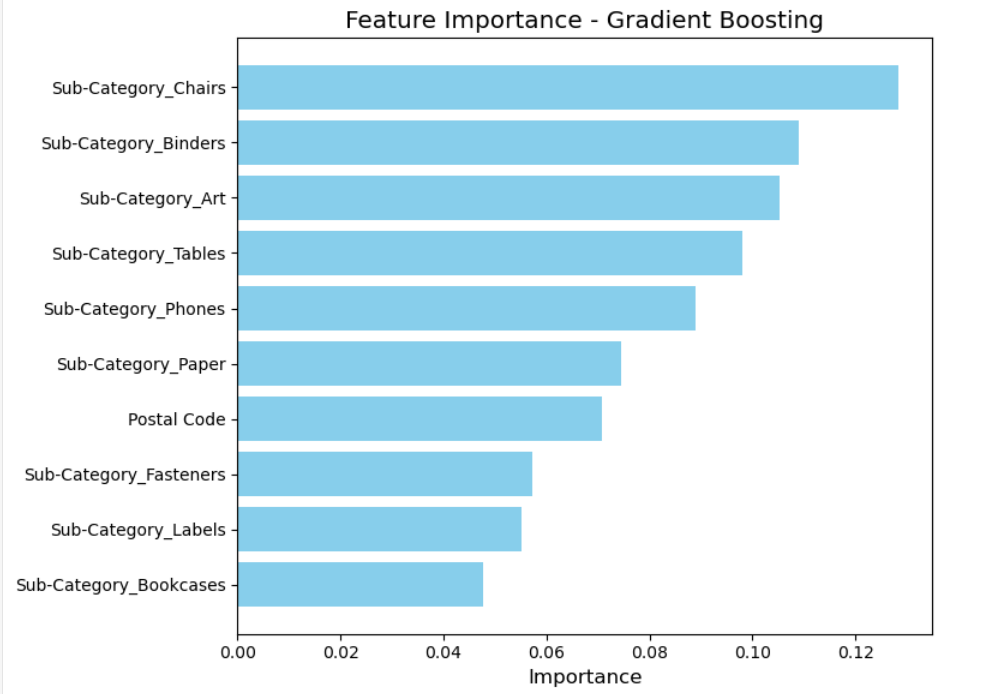 Feature Importance - Gradient Boosting
Sub-Category_Chairs
Sub-Category_Binders
Sub-Category_Art
Sub-Category_Tables
Sub-Category_Phones
Sub-Category_Paper
Postal Code
Sub-Category_Fasteners
Sub-Category_Labels
Sub-Category_Bookcases
0.00 0.02 0.04 0.06 0.08 0.10 0.12
Importance